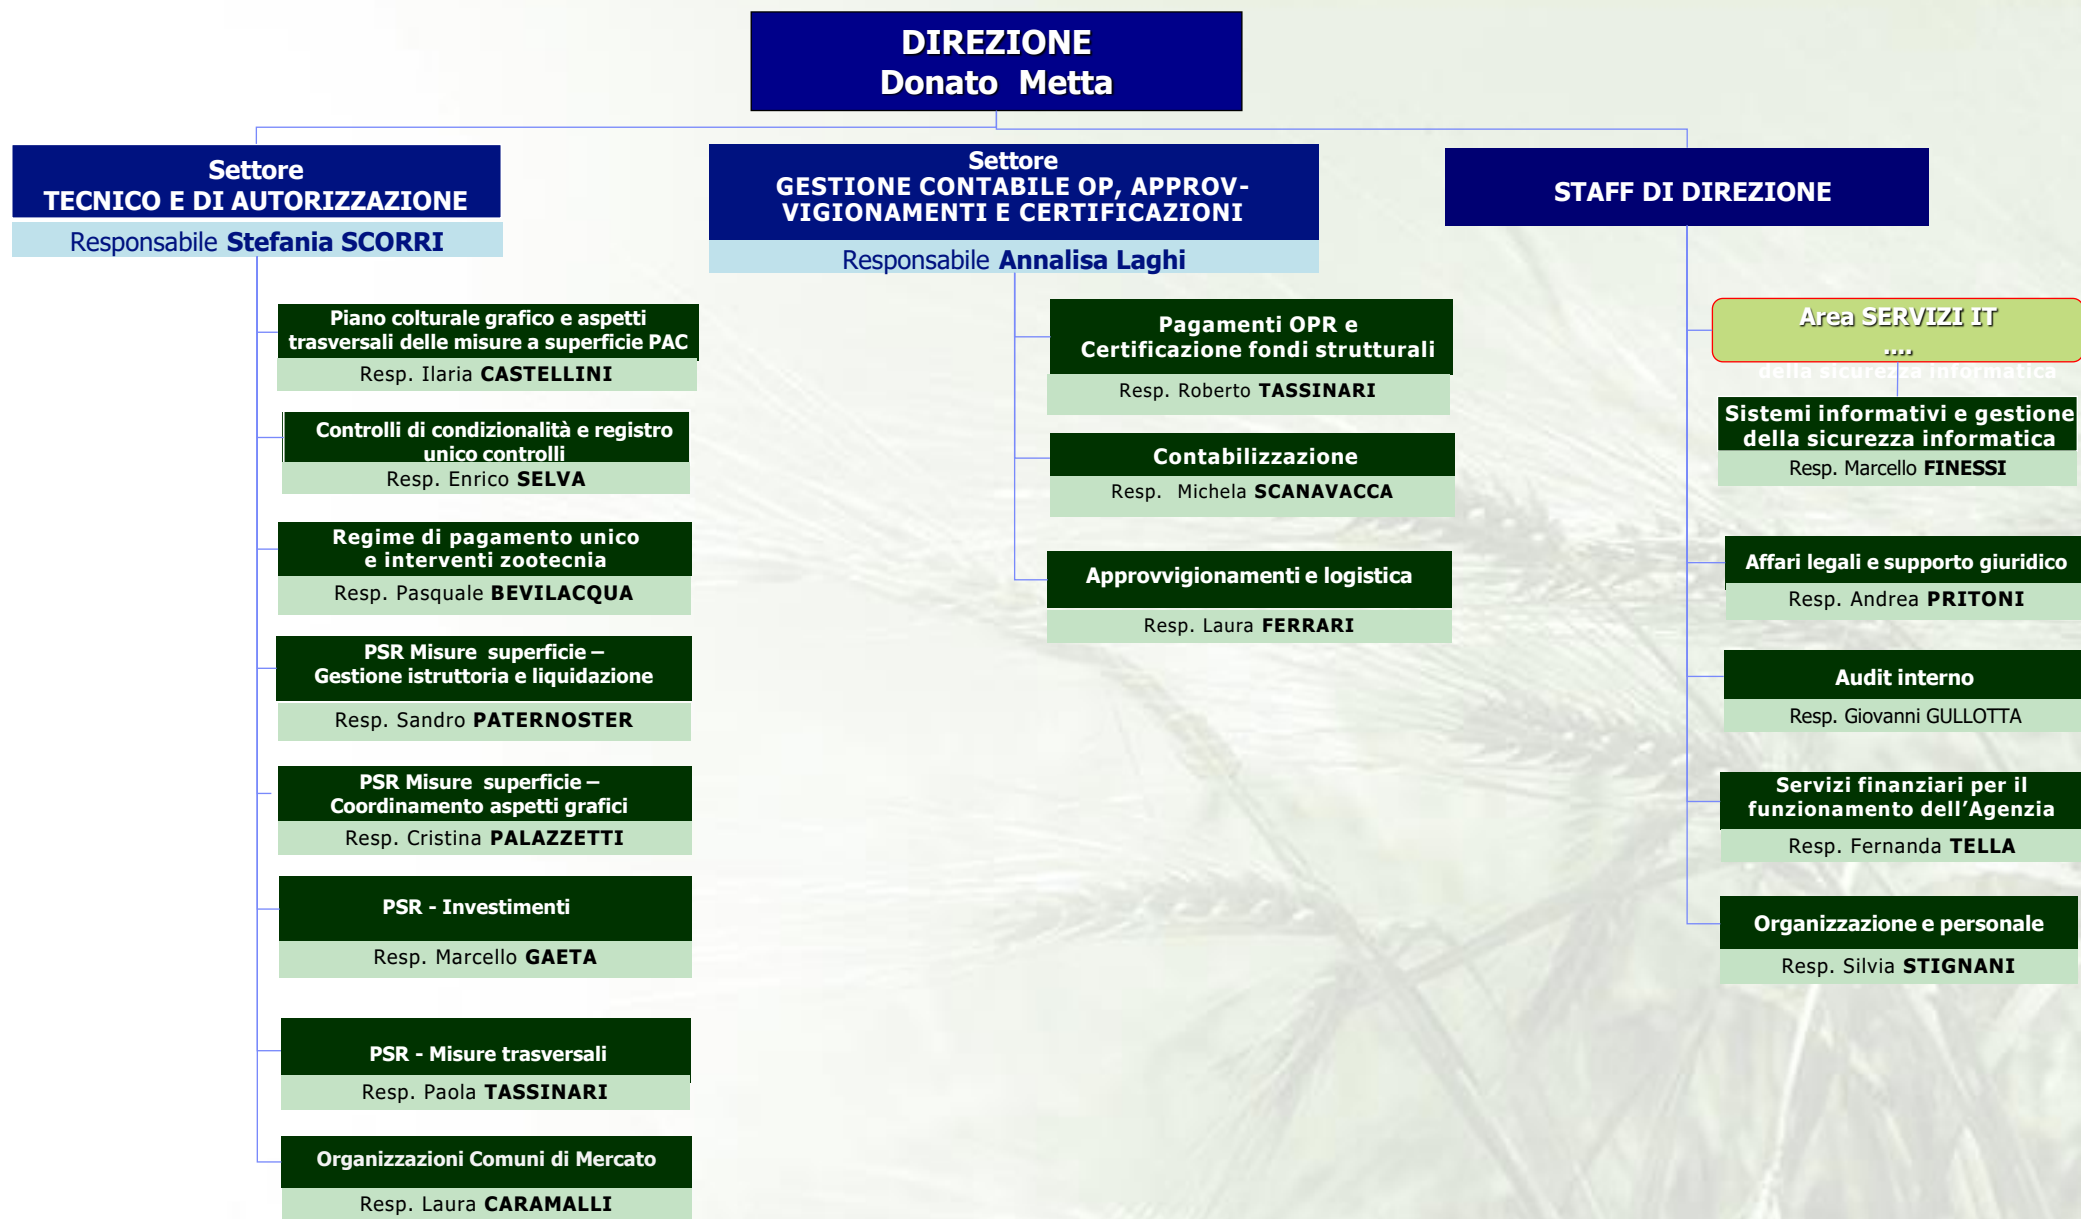 DIREZIONE
Donato Metta
Settore
TECNICO E DI AUTORIZZAZIONE
Responsabile Stefania SCORRI
Piano colturale grafico e aspetti
trasversali delle misure a superficie PAC
Resp. Ilaria CASTELLINI
Controlli di condizionalità e registro
unico controlli
Resp. Enrico SELVA
Regime di pagamento unico
e interventi zootecnia
Resp. Pasquale BEVILACQUA
PSR Misure superficie –
Gestione istruttoria e liquidazione
Resp. Sandro PATERNOSTER
PSR Misure superficie –
Coordinamento aspetti grafici
Resp. Cristina PALAZZETTI
PSR - Investimenti
Resp. Marcello GAETA
PSR - Misure trasversali
Resp. Paola TASSINARI
Organizzazioni Comuni di Mercato
Resp. Laura CARAMALLI
Settore
GESTIONE CONTABILE OP, APPROV-
VIGIONAMENTI E CERTIFICAZIONI
Responsabile Annalisa Laghi
Pagamenti OPR e
Certificazione fondi strutturali
Resp. Roberto TASSINARI
Contabilizzazione
Resp. Michela SCANAVACCA
Approvvigionamenti e logistica
Resp. Laura FERRARI
STAFF DI DIREZIONE
Area SERVIZI IT
....
della sicurezza informatica
Sistemi informativi e gestione
della sicurezza informatica
Resp. Marcello FINESSI
Affari legali e supporto giuridico
Resp. Andrea PRITONI
Audit interno
Resp. Giovanni GULLOTTA
Servizi finanziari per il
funzionamento dell’Agenzia
Resp. Fernanda TELLA
Organizzazione e personale
Resp. Silvia STIGNANI